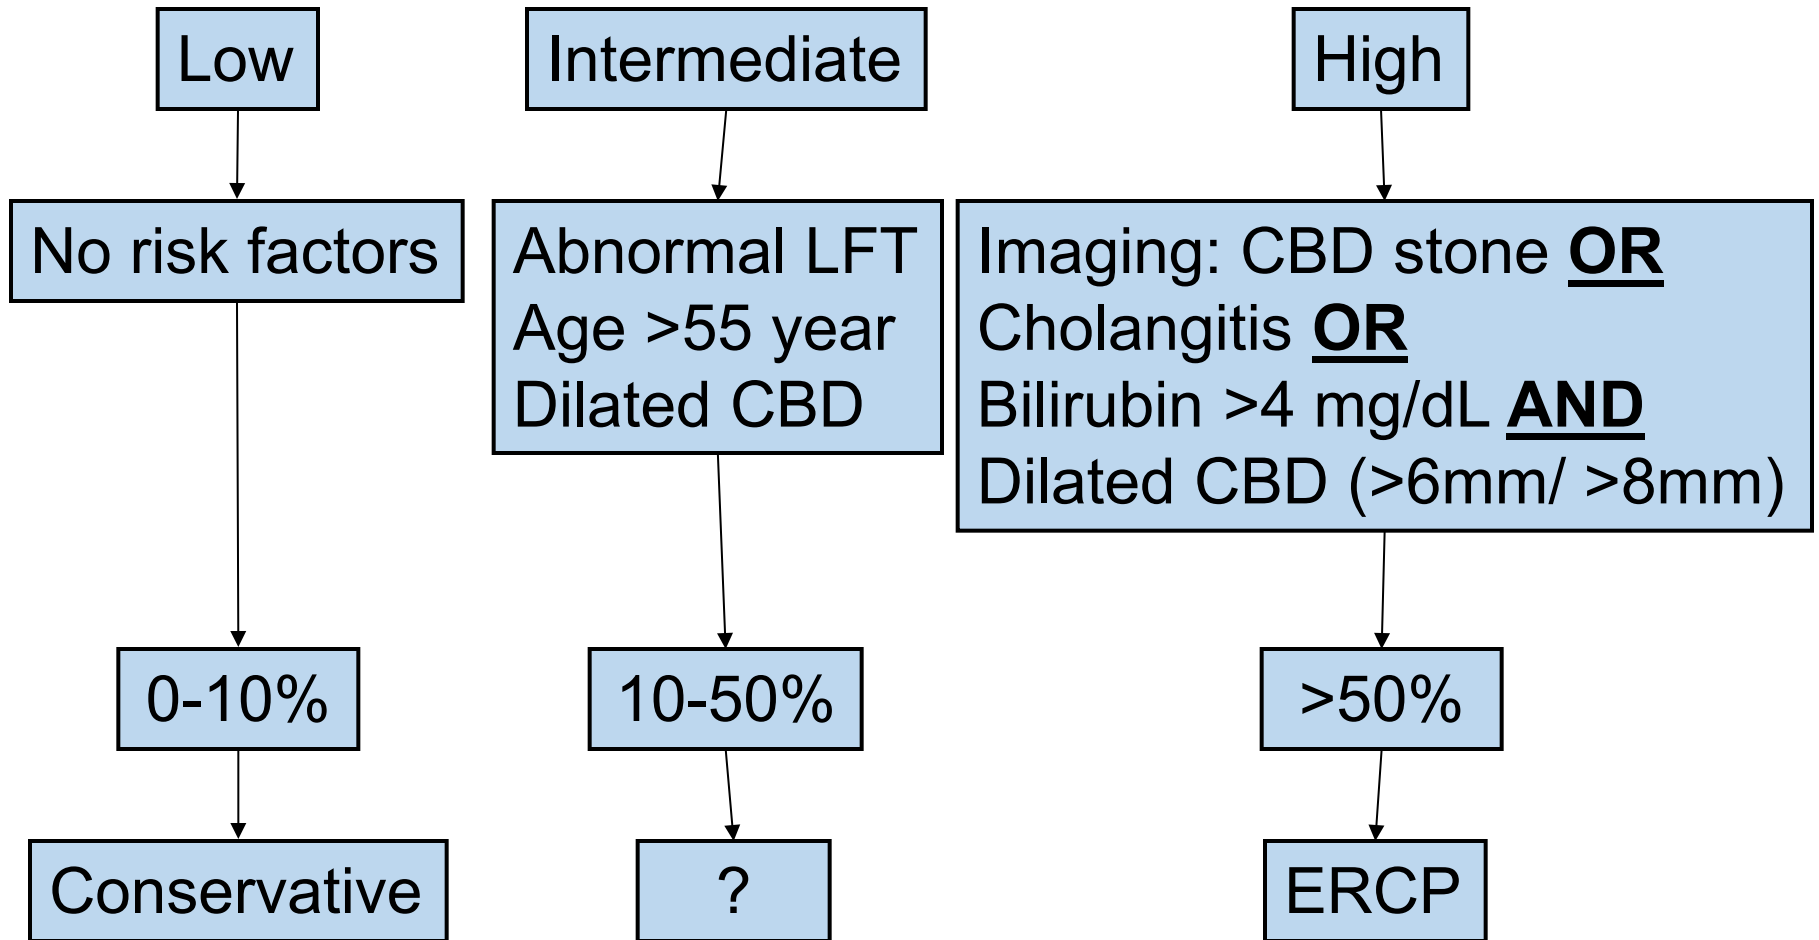 Low
Intermediate
High
No risk factors
Abnormal LFT
Age >55 year
Dilated CBD
Imaging: CBD stone OR
Cholangitis OR
Bilirubin >4 mg/dL AND
Dilated CBD (>6mm/ >8mm)
0-10%
10-50%
>50%
Conservative
?
ERCP